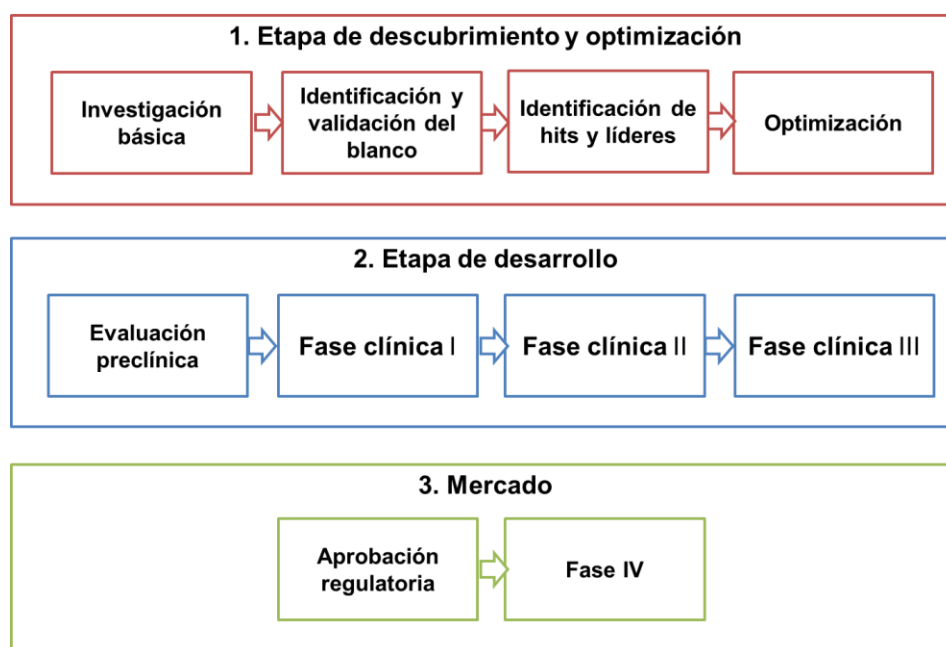 1. Etapa de descubrimiento y optimización
Investigación
básica
Identificación y
validación del
blanco
Identificación de
hits y líderes
Optimización
2. Etapa de desarrollo
Evaluación
preclínica
Fase clínica I
Fase clínica II
Fase clínica III
3. Mercado
Aprobación
regulatoria
Fase IV